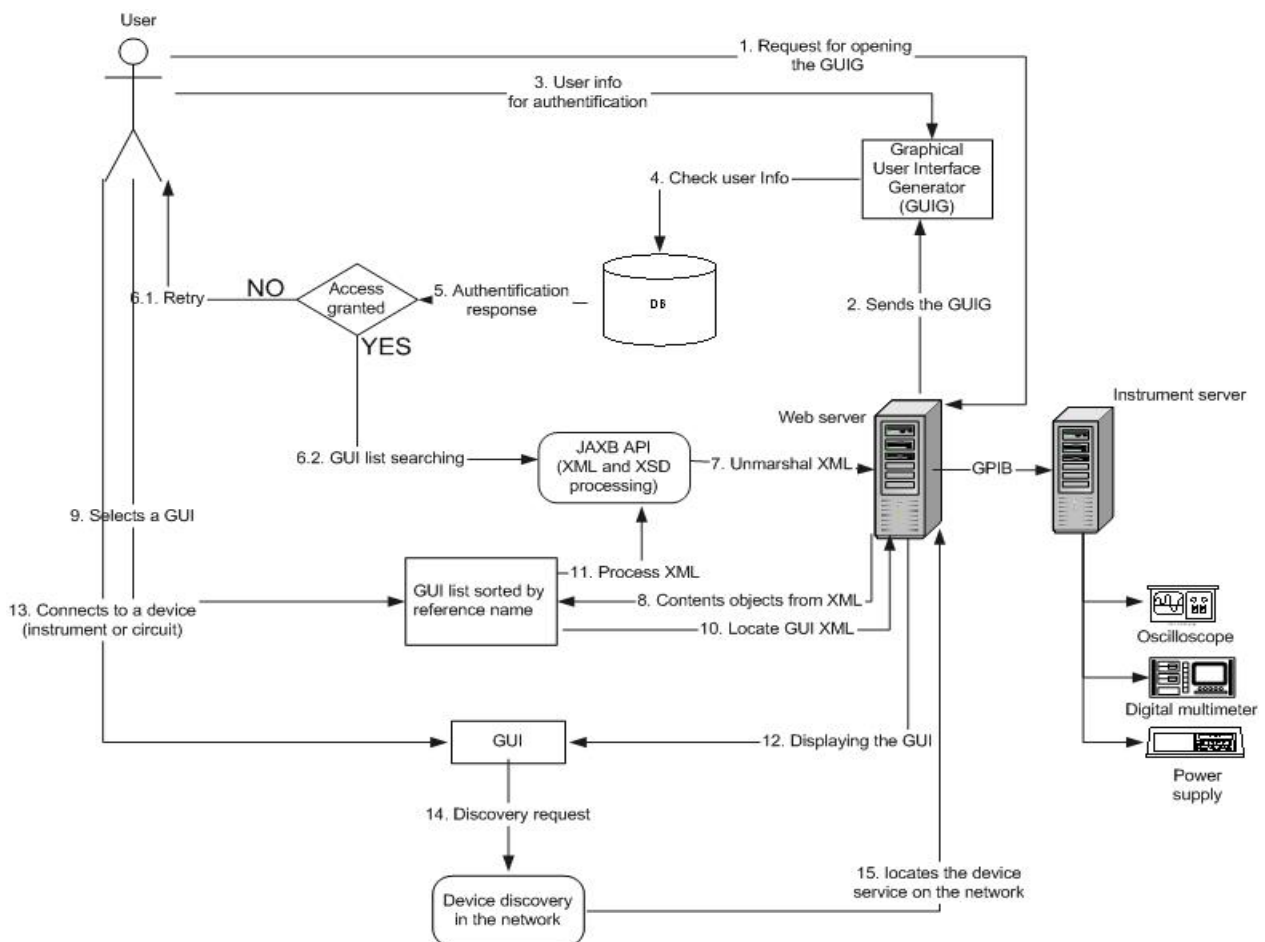 User
1. Request for opening
the GUIG
3. User info
for authentification
Graphical
User Interface
Generator
(GUIG)
4. Check user Info
DB
5. Authentification
response
Access
granted
NO
6.1. Retry
YES
2. Sends the GUIG
Web server
Instrument server
GPIB
6.2. GUI list searching
JAXB API
(XML and XSD
processing)
7. Unmarshal XML
9. Selects a GUI
11. Process XML
GUI list sorted by
reference name
8. Contents objects from XML
10. Locate GUI XML
13. Connects to a device
(instrument or circuit)
Oscilloscope
Digital multimeter
Power
supply
GUI
12. Displaying the GUI
14. Discovery request
15. locates the device
service on the network
Device discovery
in the network